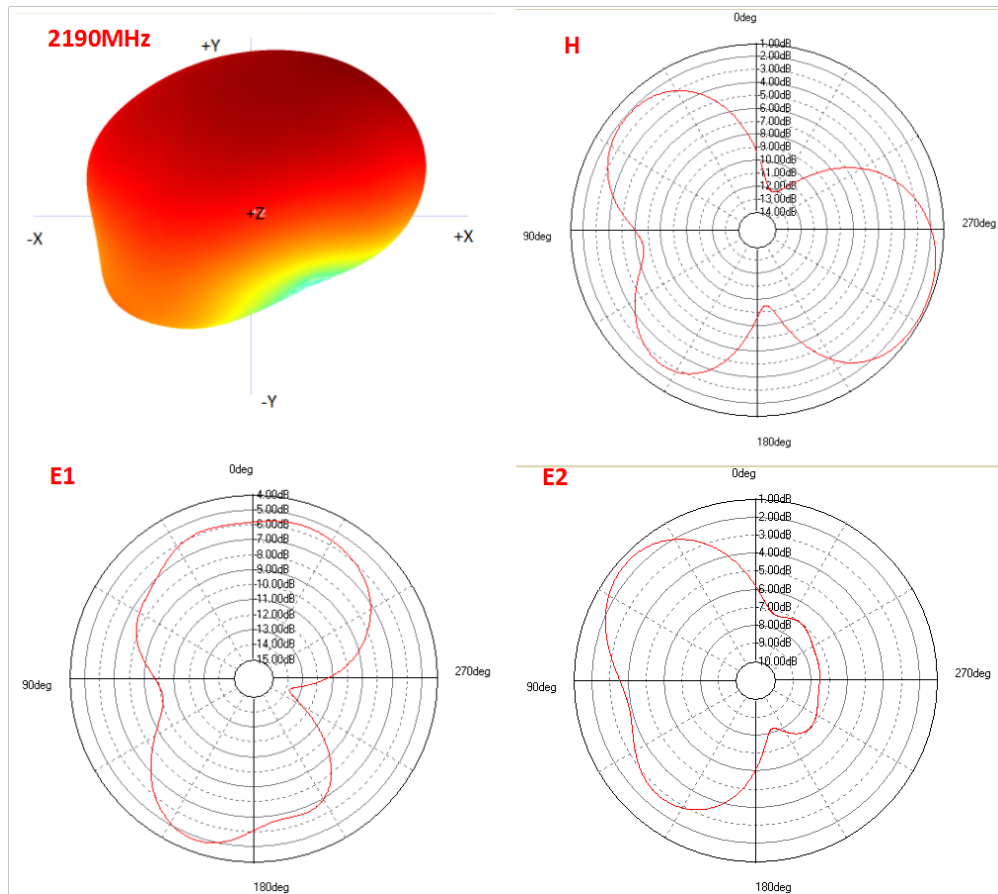 2190MHz
+Y
+Z
-X
+X
-Y
H
0deg
-1.00dB
-2.00dB
-3.00dB
-4.00dB
-5.00dB
-6.00dB
-7.00dB
-8.00dB
-9.00dB
-10.00dB
-11.00dB
-12.00dB
-13.00dB
-14.00dB
90deg
270deg
180deg
E1
0deg
-4.00dB
-5.00dB
-6.00dB
-7.00dB
-8.00dB
-9.00dB
-10.00dB
-11.00dB
-12.00dB
-13.00dB
-14.00dB
-15.00dB
90deg
270deg
180deg
E2
0deg
-1.00dB
-2.00dB
-3.00dB
-4.00dB
-5.00dB
-6.00dB
-7.00dB
-8.00dB
-9.00dB
-10.00dB
90deg
270deg
180deg